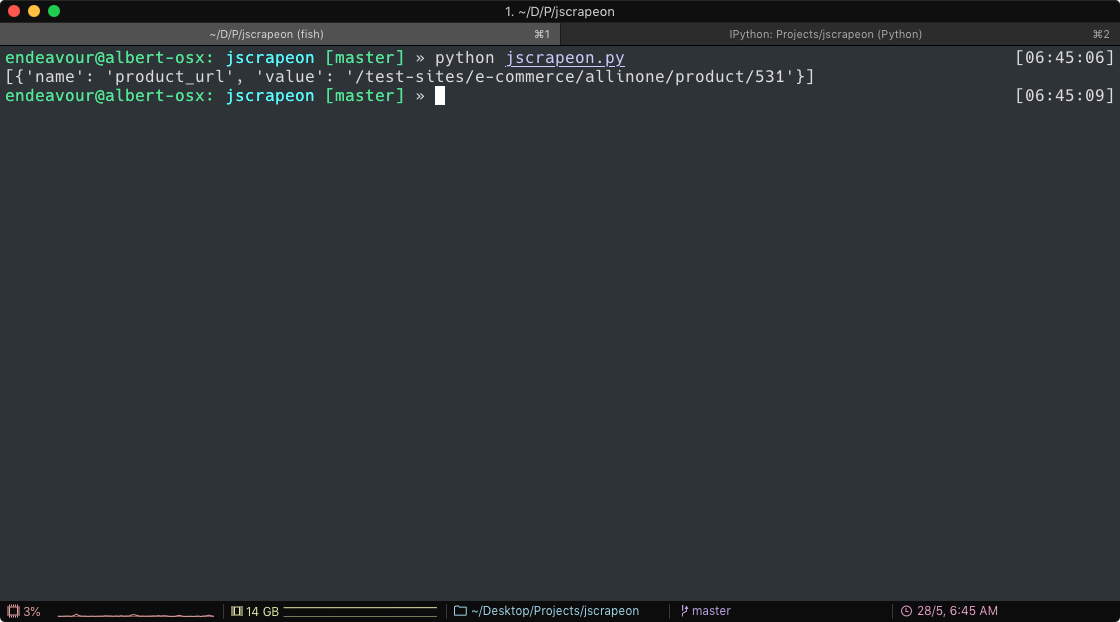 1. ~/D/P/jscrapeon
~/D/P/jscrapeon (fish) ⌘1 IPython: Projects/jscrapeon (Python) ⌘2
endeavour@albert-osx: jscrapeon [master] » python jscrapeon.py [06:45:06]
[{'name': 'product_url', 'value': '/test-sites/e-commerce/allinone/product/531'}]
endeavour@albert-osx: jscrapeon [master] » [06:45:09]
3% 14 GB ~/Desktop/Projects/jscrapeon master 28/5, 6:45 AM